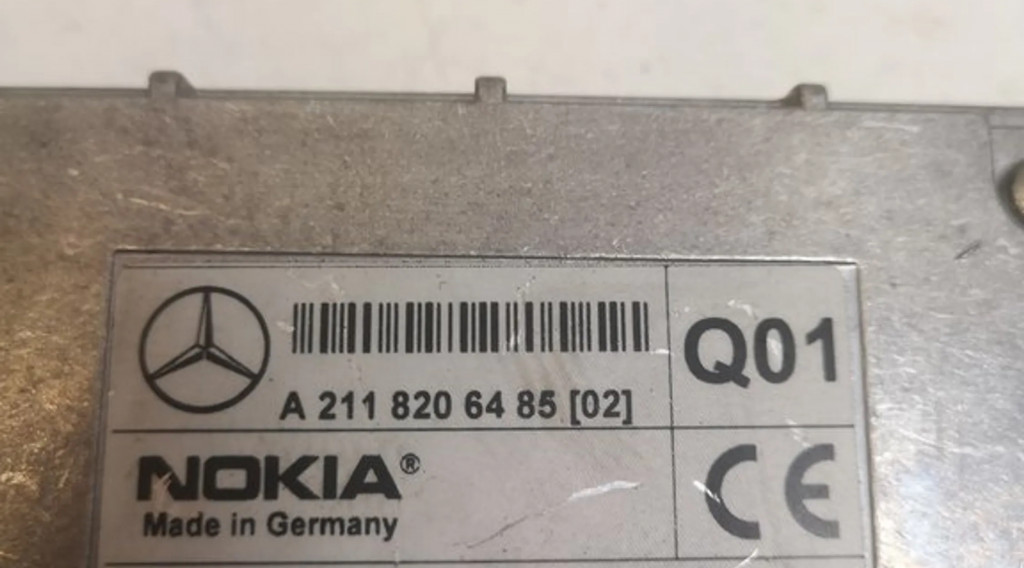 A 211 820 64 85 [02]
Q01
NOKIA®
Made in Germany
CE